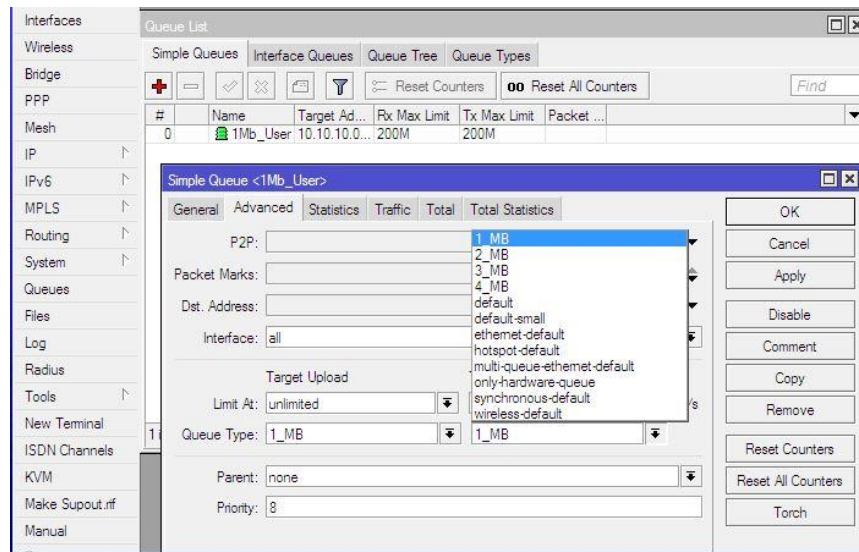 Interfaces
Wireless
Bridge
PPP
Mesh
IP
IPv6
MPLS
Routing
System
Queues
Files
Log
Radius
Tools
New Terminal
ISDN Channels
KVM
Make Supout.rif
Manual
Queue List
Simple Queues Interface Queues Queue Tree Queue Types
Reset Counters 00 Reset All Counters Find
# Name Target Ad... Rx Max Limit Tx Max Limit Packet ...
0 1Mb_User 10.10.10.0... 200M 200M
1 i
Simple Queue <1Mb_User>
General Advanced Statistics Traffic Total Total Statistics
P2P:
Packet Marks:
Dst. Address:
Interface: all
Target Upload
Limit At: unlimited /s
Queue Type: 1_MB 1_MB
Parent: none
Priority: 8
1_MB
2_MB
3_MB
4_MB
default
default-small
ethernet-default
hotspot-default
multi-queue-ethernet-default
only-hardware-queue
synchronous-default
wireless-default
OK
Cancel
Apply
Disable
Comment
Copy
Remove
Reset Counters
Reset All Counters
Torch